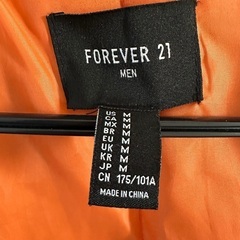 FOREVER 21
MEN
US M
CA M
MX M
BR M
EU M
UK M
KR M
JP M
CN 175/101A
MADE IN CHINA